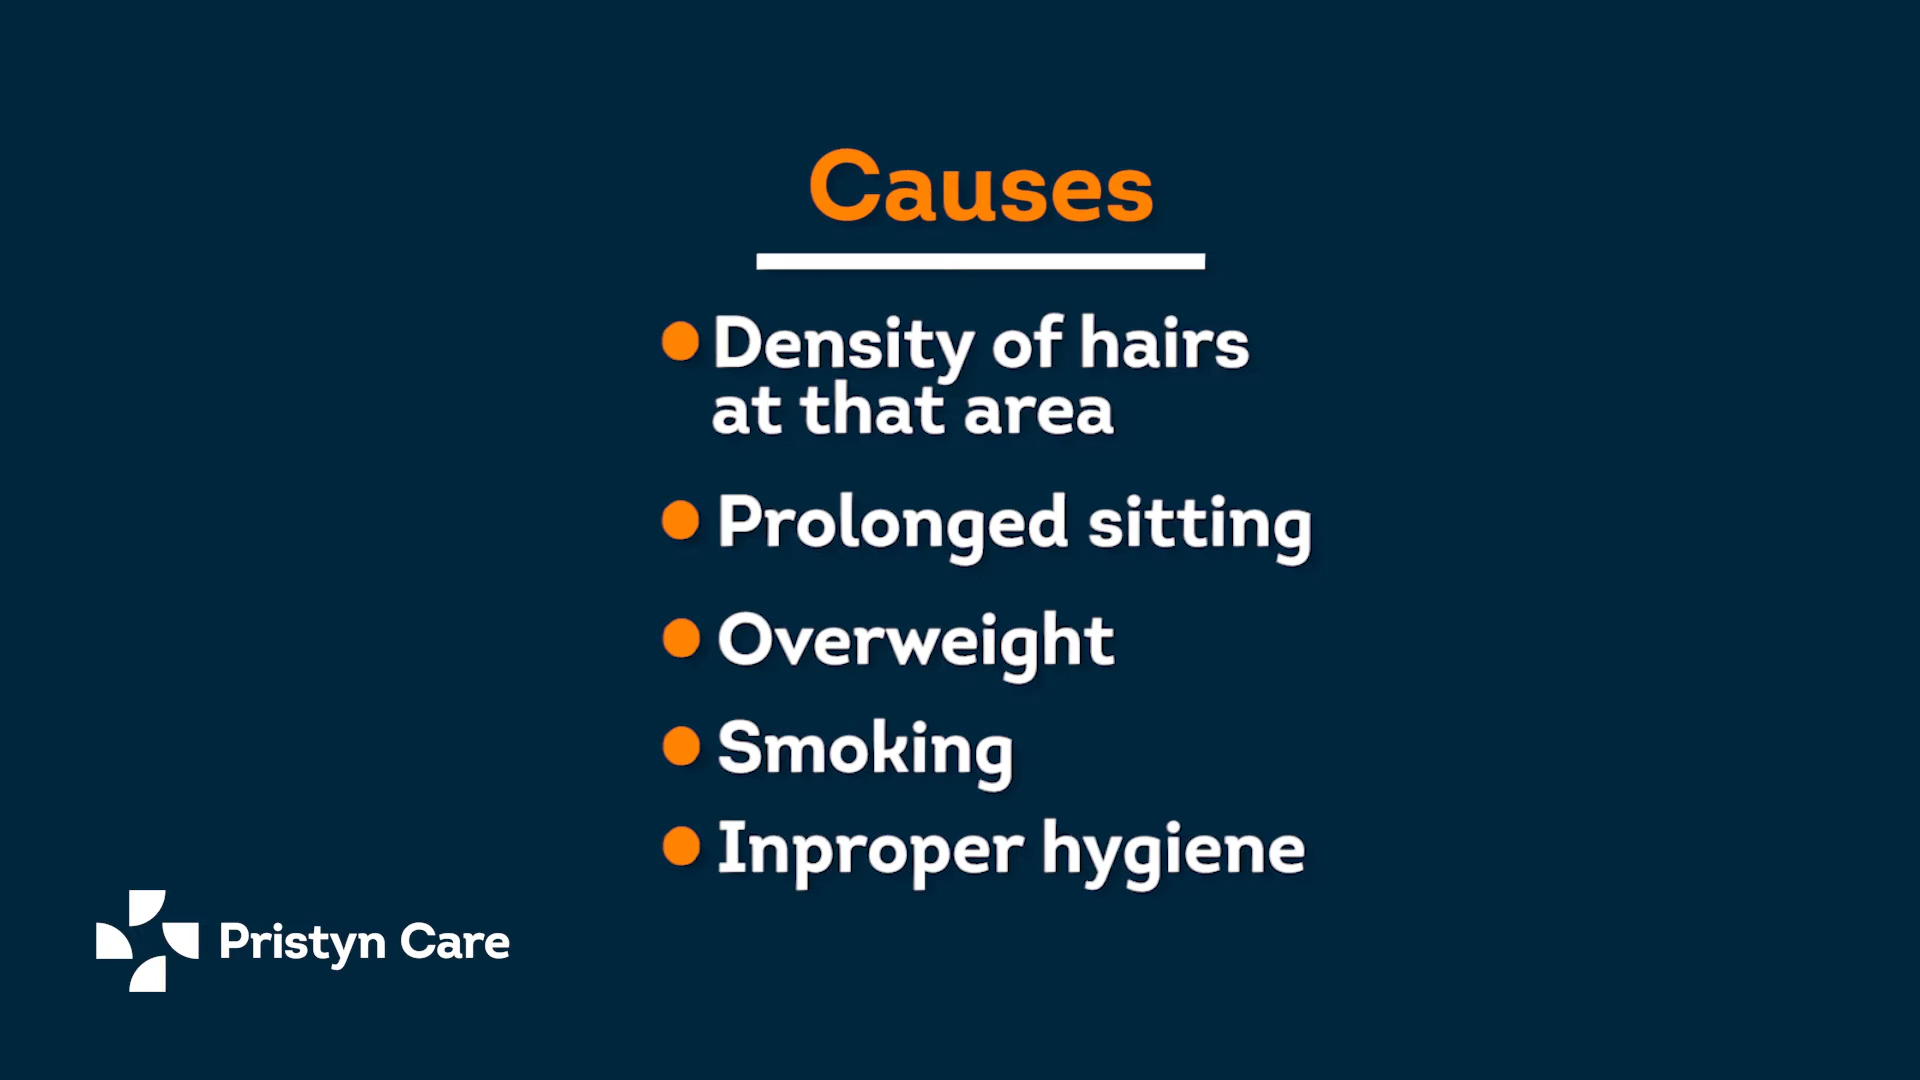 Causes
Density of hairs
at that area
Prolonged sitting
Overweight
Smoking
Inproper hygiene
Pristyn Care